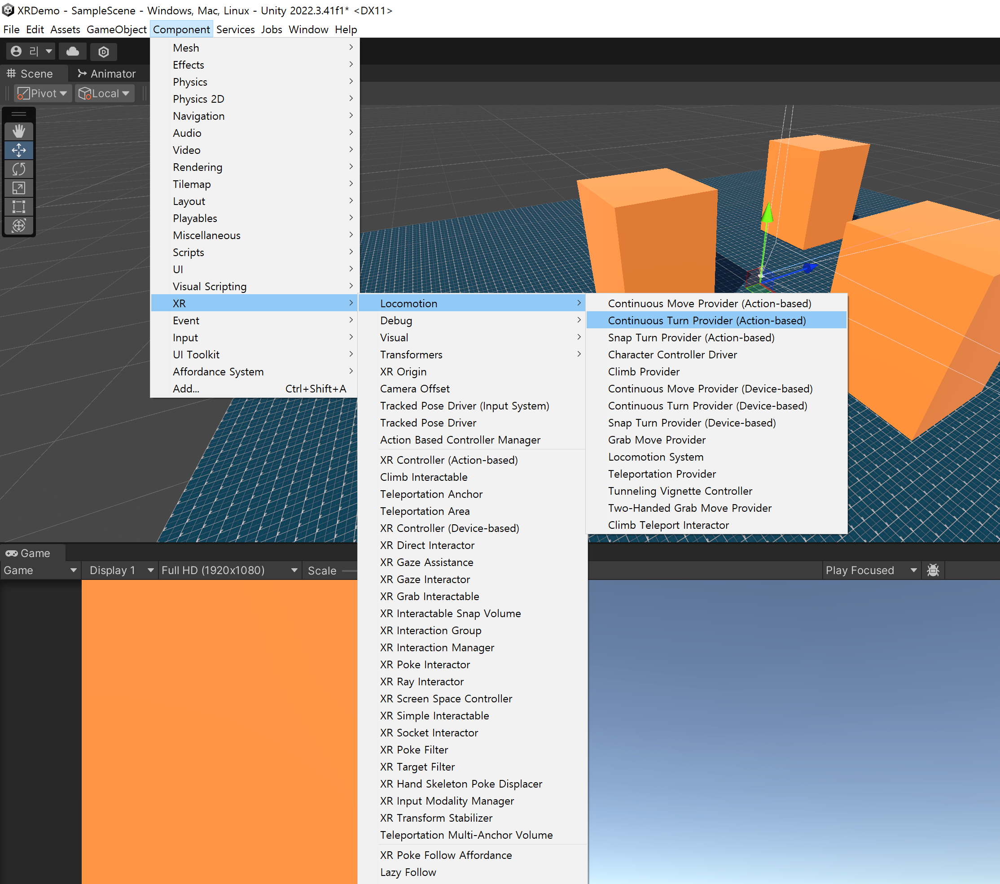 XRDemo - SampleScene - Windows, Mac, Linux - Unity 2022.3.41f1* <DX11>
File Edit Assets GameObject Component Services Jobs Window Help
리
Scene Animator
Pivot Local
Mesh
Effects
Physics
Physics 2D
Navigation
Audio
Video
Rendering
Tilemap
Layout
Playables
Miscellaneous
Scripts
UI
Visual Scripting
XR
Event
Input
UI Toolkit
Affordance System
Add... Ctrl+Shift+A
Locomotion
Debug
Visual
Transformers
XR Origin
Camera Offset
Tracked Pose Driver (Input System)
Tracked Pose Driver
Action Based Controller Manager
XR Controller (Action-based)
Climb Interactable
Teleportation Anchor
Teleportation Area
XR Controller (Device-based)
XR Direct Interactor
XR Gaze Assistance
XR Gaze Interactor
XR Grab Interactable
XR Interactable Snap Volume
XR Interaction Group
XR Interaction Manager
XR Poke Interactor
XR Ray Interactor
XR Screen Space Controller
XR Simple Interactable
XR Socket Interactor
XR Poke Filter
XR Target Filter
XR Hand Skeleton Poke Displacer
XR Input Modality Manager
XR Transform Stabilizer
Teleportation Multi-Anchor Volume
XR Poke Follow Affordance
Lazy Follow
Continuous Move Provider (Action-based)
Continuous Turn Provider (Action-based)
Snap Turn Provider (Action-based)
Character Controller Driver
Climb Provider
Continuous Move Provider (Device-based)
Continuous Turn Provider (Device-based)
Snap Turn Provider (Device-based)
Grab Move Provider
Locomotion System
Teleportation Provider
Tunneling Vignette Controller
Two-Handed Grab Move Provider
Climb Teleport Interactor
Game
Game Display 1 Full HD (1920x1080) Scale Play Focused